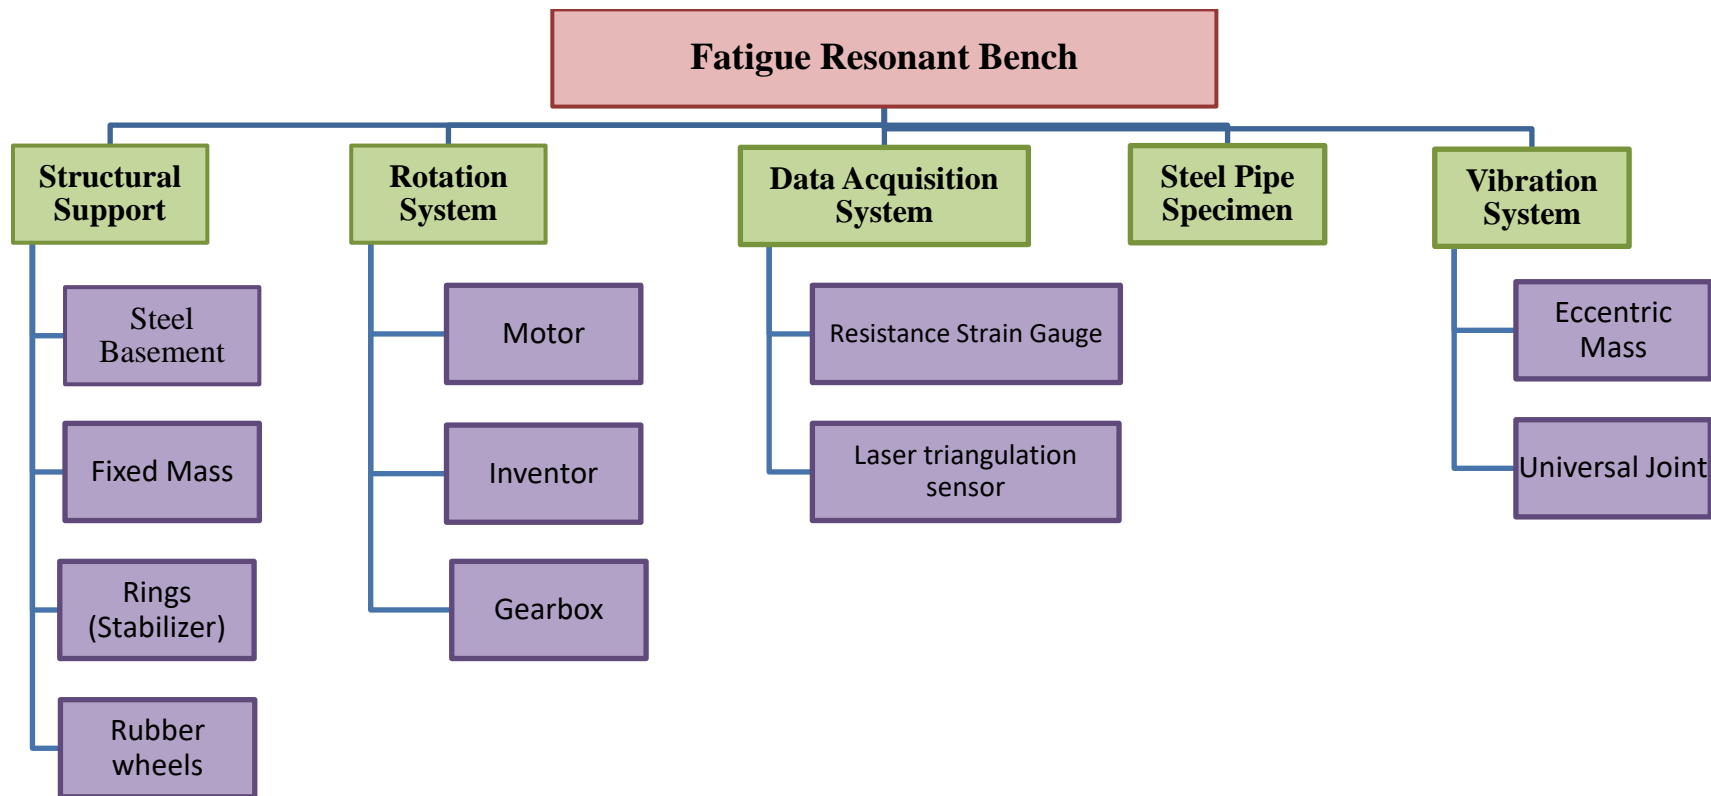 Fatigue Resonant Bench
Structural
Support
Rotation
System
Data Acquisition
System
Steel Pipe
Specimen
Vibration
System
Steel
Basement
Fixed Mass
Rings
(Stabilizer)
Rubber
wheels
Motor
Inventor
Gearbox
Resistance Strain Gauge
Laser triangulation
sensor
Eccentric
Mass
Universal Joint